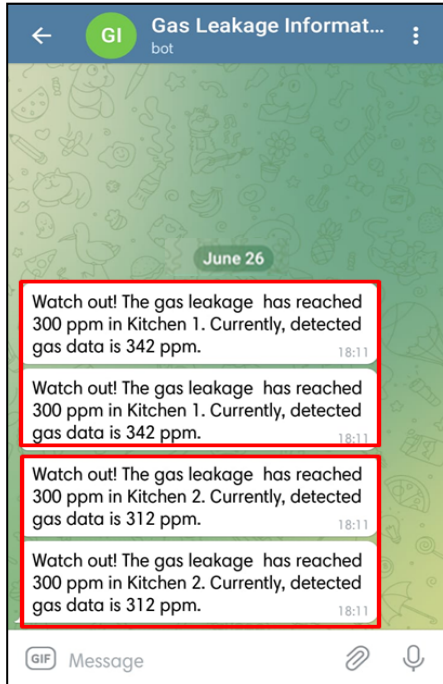 GI
Gas Leakage Informat...
bot
June 26
Watch out! The gas leakage has reached
300 ppm in Kitchen 1. Currently, detected
gas data is 342 ppm.
18:11
Watch out! The gas leakage has reached
300 ppm in Kitchen 1. Currently, detected
gas data is 342 ppm.
18:11
Watch out! The gas leakage has reached
300 ppm in Kitchen 2. Currently, detected
gas data is 312 ppm.
18:11
Watch out! The gas leakage has reached
300 ppm in Kitchen 2. Currently, detected
gas data is 312 ppm.
18:11
GIF Message